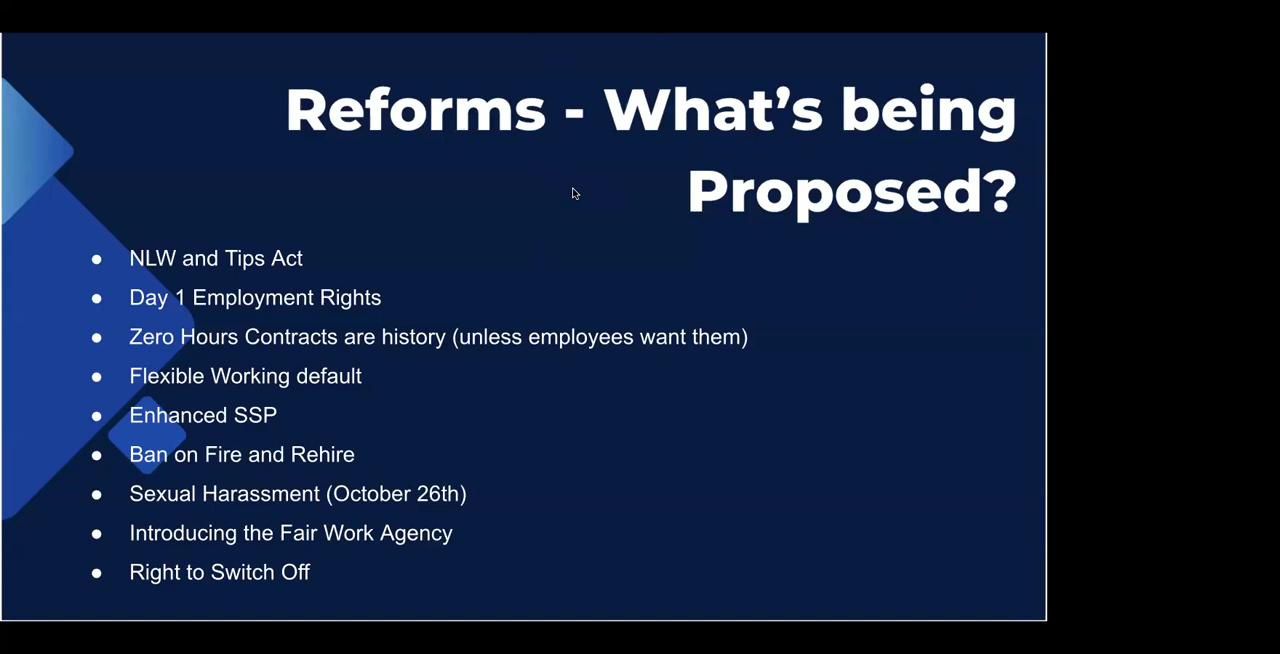 Reforms - What's being
Proposed?
● NLW and Tips Act
● Day 1 Employment Rights
● Zero Hours Contracts are history (unless employees want them)
● Flexible Working default
● Enhanced SSP
● Ban on Fire and Rehire
● Sexual Harassment (October 26th)
● Introducing the Fair Work Agency
● Right to Switch Off